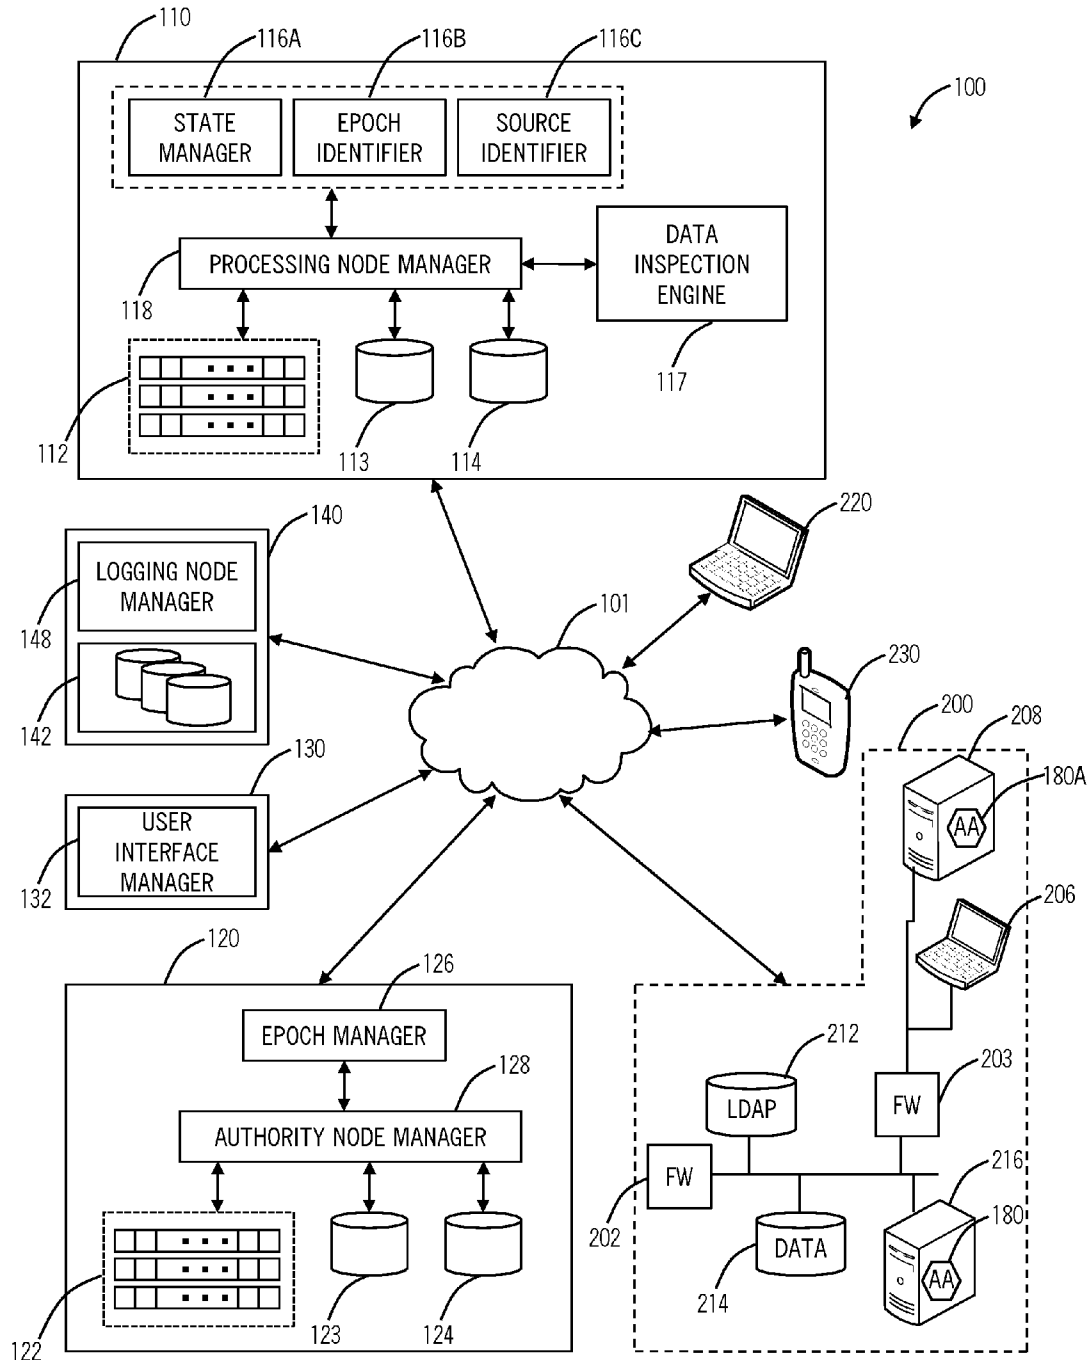 110
116A
116B
116C
100
STATE
MANAGER
EPOCH
IDENTIFIER
SOURCE
IDENTIFIER
PROCESSING NODE MANAGER
118
DATA
INSPECTION
ENGINE
117
112
113
114
140
LOGGING NODE
MANAGER
148
142
220
101
230
200
208
180A
AA
130
USER
INTERFACE
MANAGER
132
206
120
126
EPOCH MANAGER
128
AUTHORITY NODE MANAGER
122
123
124
212
LDAP
203
FW
FW
202
216
180
AA
DATA
214